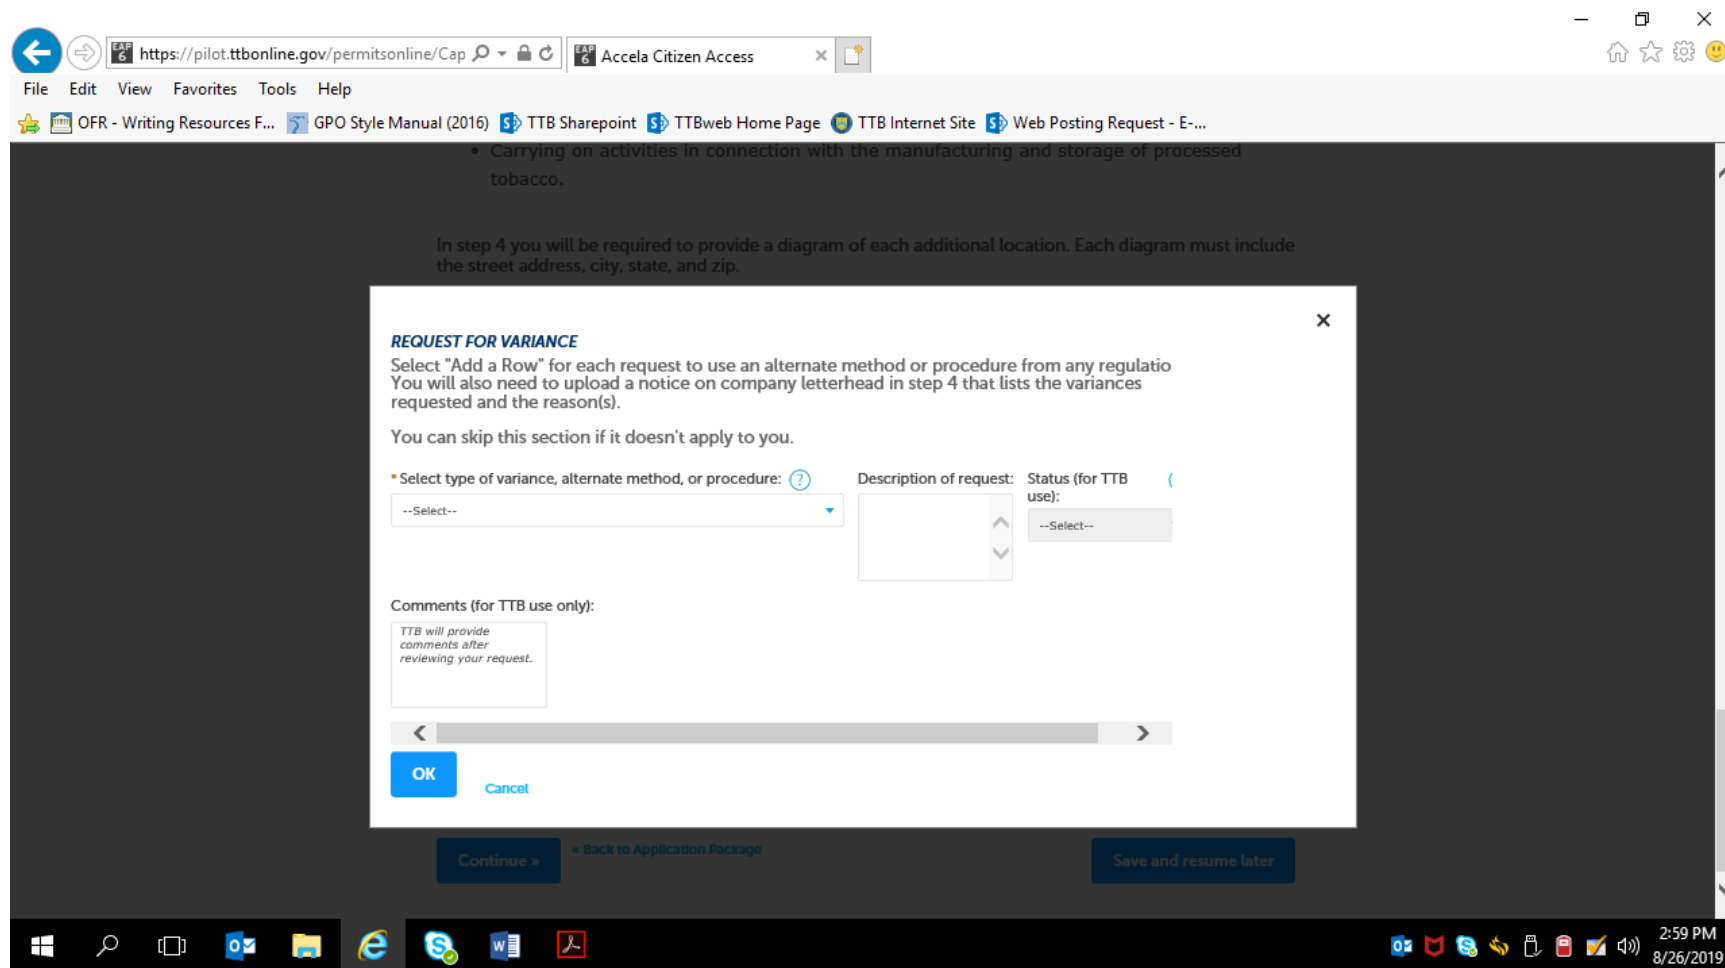 EAP
6
https://pilot.ttbonline.gov/permitsonline/Cap
EAP
6
Accela Citizen Access
File Edit View Favorites Tools Help
OFR - Writing Resources F... GPO Style Manual (2016) TTB Sharepoint TTBweb Home Page TTB Internet Site Web Posting Request - E-...
• Carrying on activities in connection with the manufacturing and storage of processed
tobacco.
In step 4 you will be required to provide a diagram of each additional location. Each diagram must include
the street address, city, state, and zip.
REQUEST FOR VARIANCE
Select "Add a Row" for each request to use an alternate method or procedure from any regulatio
You will also need to upload a notice on company letterhead in step 4 that lists the variances
requested and the reason(s).
You can skip this section if it doesn't apply to you.
* Select type of variance, alternate method, or procedure: ?
--Select--
Description of request:
Status (for TTB
use):
--Select--
Comments (for TTB use only):
TTB will provide
comments after
reviewing your request.
OK
Cancel
Continue »
« Back to Application Package
Save and resume later
2:59 PM
8/26/2019